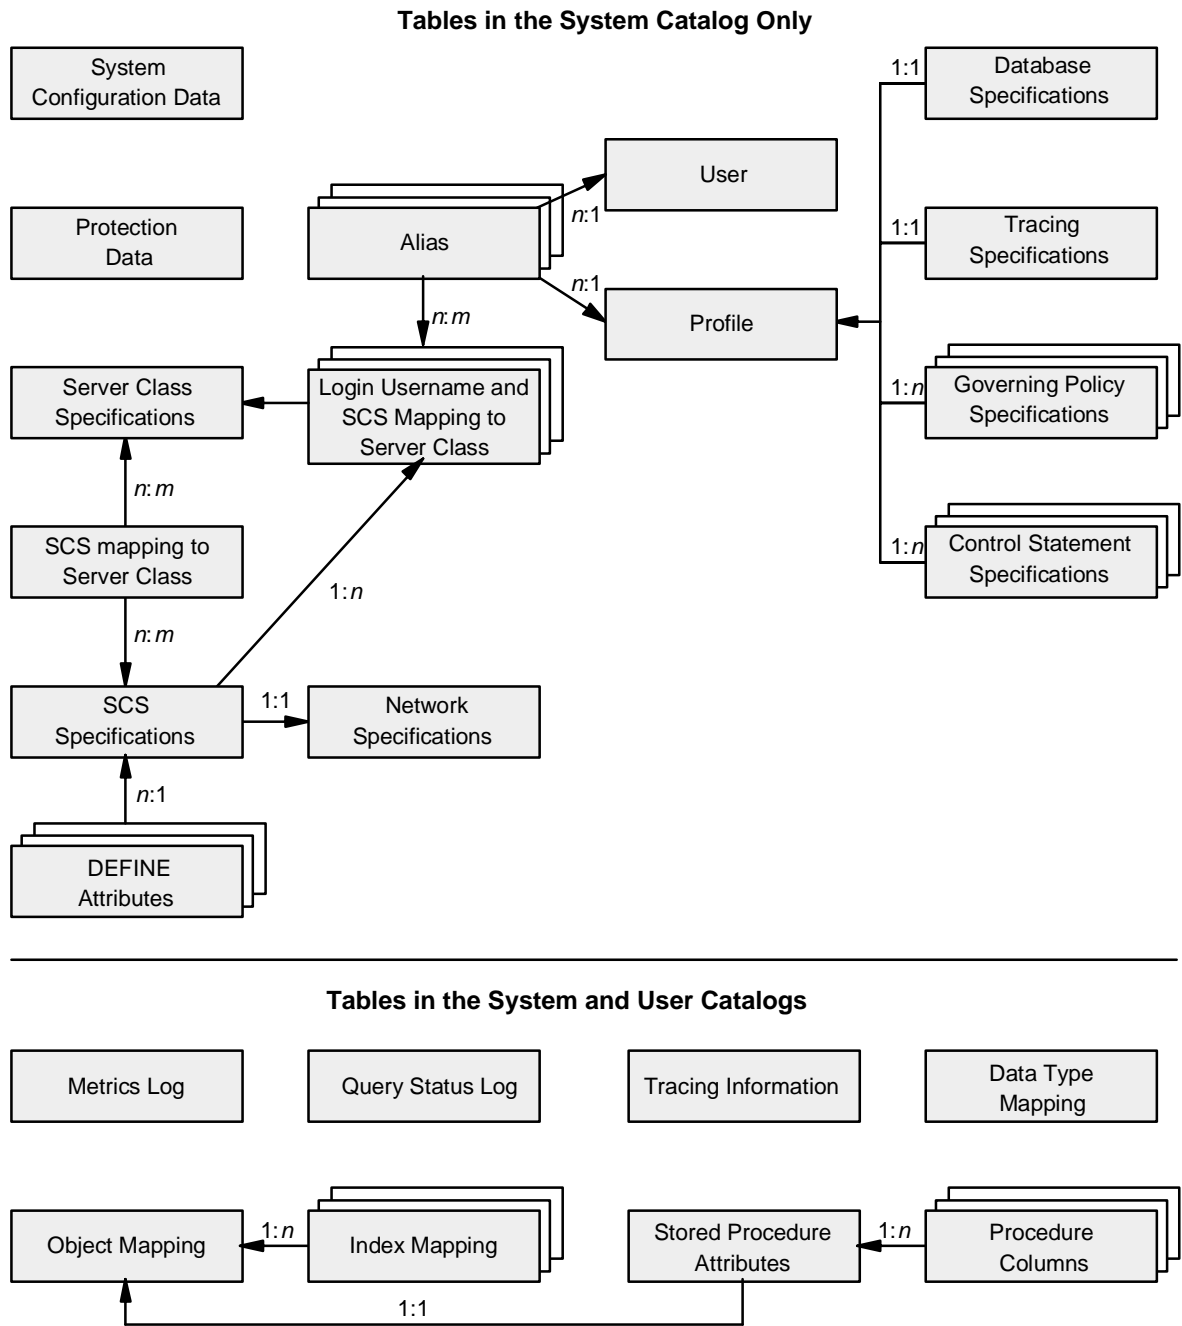 Tables in the System Catalog Only
System
Configuration Data
1:1
Database
Specifications
User
n:1
Protection
Data
Alias
1:1
Tracing
Specifications
n:1
n:m
Profile
Server Class
Specifications
Login Username and
SCS Mapping to
Server Class
1:n
Governing Policy
Specifications
n:m
SCS mapping to
Server Class
1:n
Control Statement
Specifications
1:n
n:m
SCS
Specifications
1:1
Network
Specifications
n:1
DEFINE
Attributes
Tables in the System and User Catalogs
Metrics Log
Query Status Log
Tracing Information
Data Type
Mapping
Object Mapping
1:n
Index Mapping
Stored Procedure
Attributes
1:n
Procedure
Columns
1:1